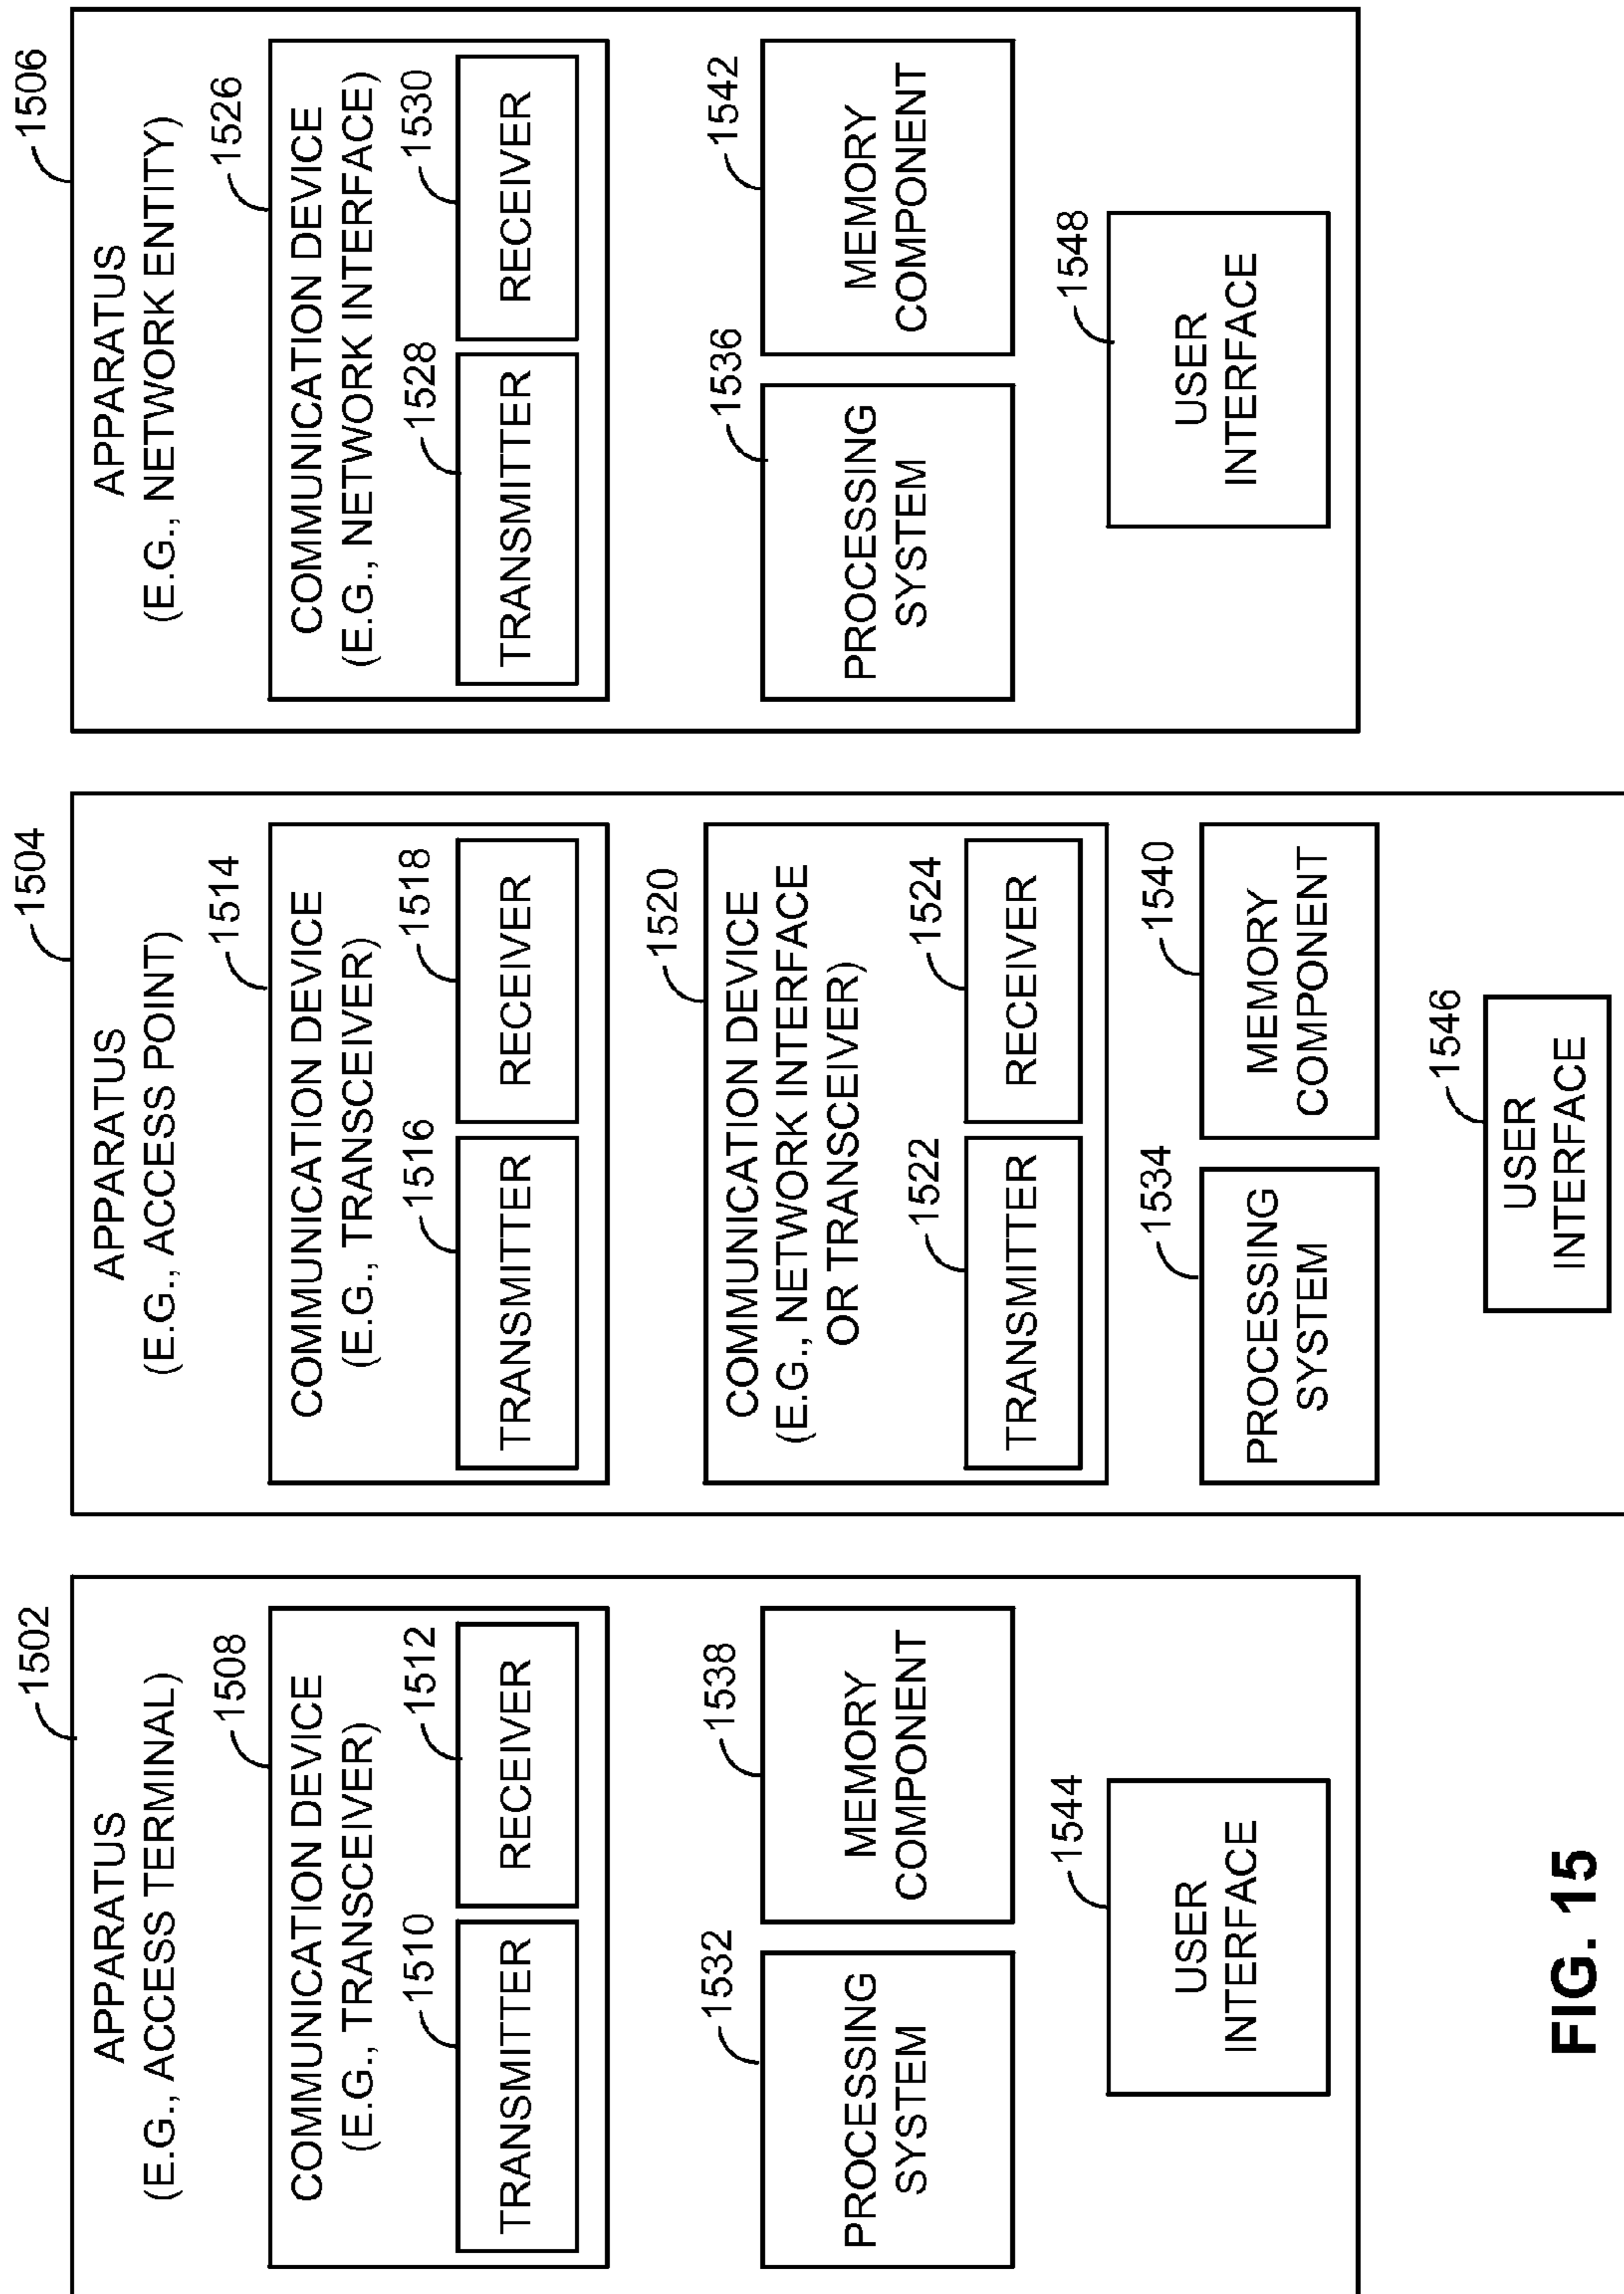 1502
APPARATUS
(E.G., ACCESS TERMINAL)
1508
COMMUNICATION DEVICE
(E.G., TRANSCEIVER)
1510
1512
TRANSMITTER
RECEIVER
1532
1538
PROCESSING
SYSTEM
MEMORY
COMPONENT
1544
USER
INTERFACE
1504
APPARATUS
(E.G., ACCESS POINT)
1514
COMMUNICATION DEVICE
(E.G., TRANSCEIVER)
1516
1518
TRANSMITTER
RECEIVER
1520
COMMUNICATION DEVICE
(E.G., NETWORK INTERFACE
OR TRANSCEIVER)
1522
1524
TRANSMITTER
RECEIVER
1534
1540
PROCESSING
SYSTEM
MEMORY
COMPONENT
1546
USER
INTERFACE
1506
APPARATUS
(E.G., NETWORK ENTITY)
1526
COMMUNICATION DEVICE
(E.G., NETWORK INTERFACE)
1528
1530
TRANSMITTER
RECEIVER
1536
1542
PROCESSING
SYSTEM
MEMORY
COMPONENT
1548
USER
INTERFACE
FIG. 15